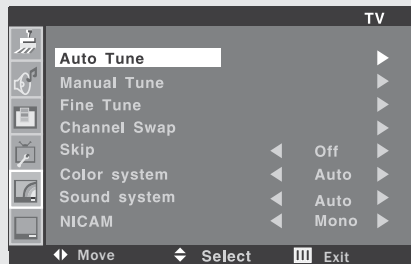 TV
Auto Tune
Manual Tune
Fine Tune
Channel Swap
Skip Off
Color system Auto
Sound system Auto
NICAM Mono
Move Select Exit